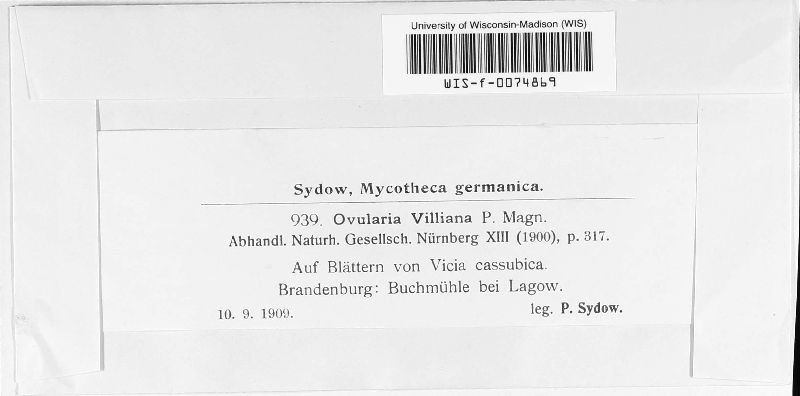 University of Wisconsin-Madison (WIS)
WIS-f-0074869
Sydow, Mycotheca germanica.
939. Ovularia Villiana P. Magn.
Abhandl. Naturh. Gesellsch. Nürnberg XIII (1900), p. 317.
Auf Blättern von Vicia cassubica.
Brandenburg: Buchmühle bei Lagow.
10. 9. 1909. leg. P. Sydow.